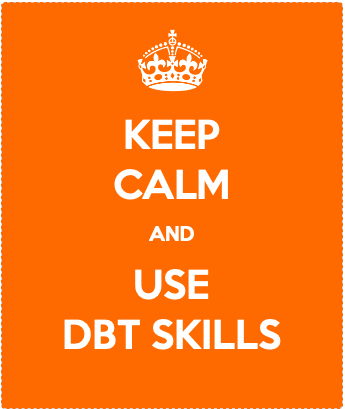 KEEP
CALM
AND
USE
DBT SKILLS